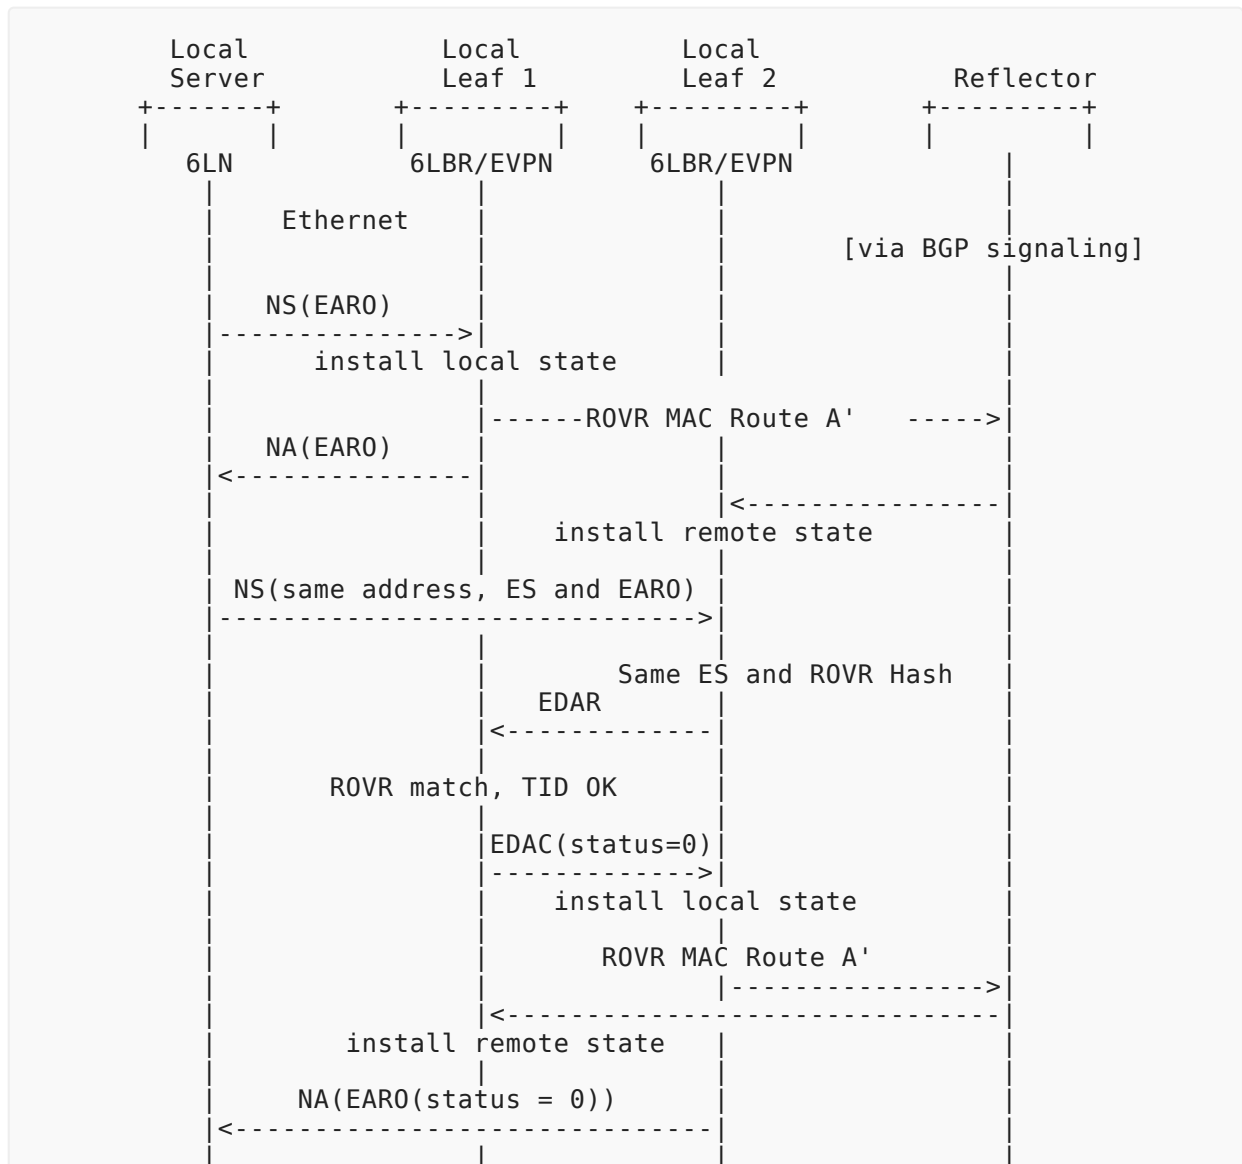 Local Local Local
Server Leaf 1 Leaf 2 Reflector
+-------+ +---------+ +---------+ +---------+
| | | | | | | |
6LN 6LBR/EVPN 6LBR/EVPN |
| | | |
| Ethernet | | |
| | | [via BGP signaling]
| | | |
| NS(EARO) | | |
|--------------->| | |
| install local state | |
| | |
| |------ROVR MAC Route A' ----->|
| NA(EARO) | | |
|<---------------| | |
| | |<----------------|
| | install remote state |
| | | |
| NS(same address, ES and EARO) | |
|------------------------------>| |
| | | |
| | Same ES and ROVR Hash |
| | EDAR | |
| |<-------------| |
| | | |
| ROVR match, TID OK | |
| | | |
| |EDAC(status=0)| |
| |------------->| |
| | install local state |
| | | |
| | ROVR MAC Route A' |
| | |---------------->|
| |<-------------------------------|
| install remote state | |
| | | |
| NA(EARO(status = 0)) | |
|<------------------------------| |
| | | |